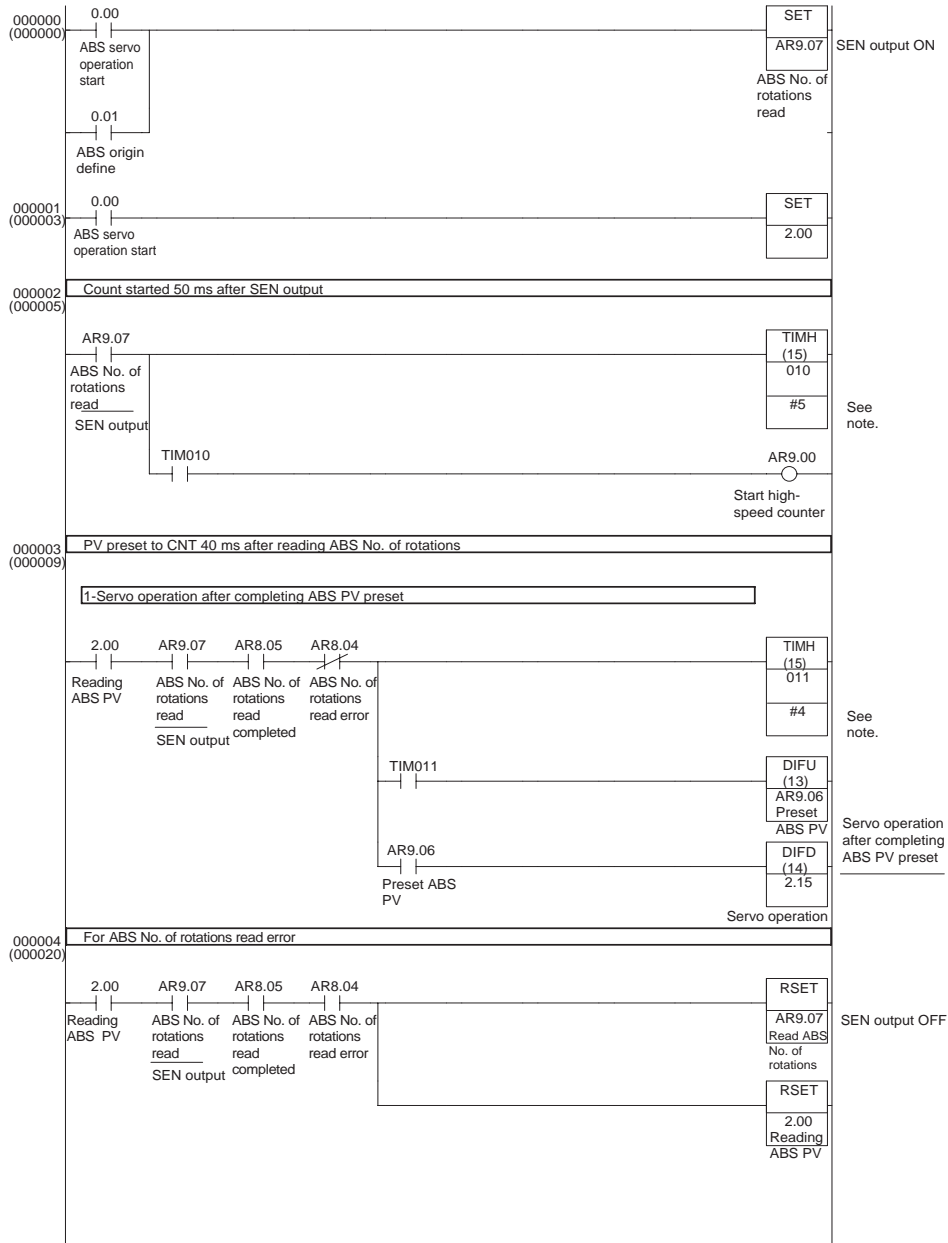 000000
(000000)
0.00
ABS servo
operation
start
SET
AR9.07
ABS No. of
rotations
read
SEN output ON
0.01
ABS origin
define
000001
(000003)
0.00
ABS servo
operation start
SET
2.00
000002
(000005)
Count started 50 ms after SEN output
AR9.07
ABS No. of
rotations
read
SEN output
TIMH
(15)
010
#5
See
note.
TIM010
AR9.00
Start high-
speed counter
000003
(000009)
PV preset to CNT 40 ms after reading ABS No. of rotations
1-Servo operation after completing ABS PV preset
2.00
Reading
ABS PV
AR9.07
ABS No. of
rotations
read
SEN output
AR8.05
ABS No. of
rotations
read
completed
AR8.04
ABS No. of
rotations
read error
TIMH
(15)
011
#4
See
note.
TIM011
DIFU
(13)
AR9.06
Preset
ABS PV
AR9.06
Preset ABS
PV
DIFD
(14)
2.15
Servo operation
Servo operation
after completing
ABS PV preset
000004
(000020)
For ABS No. of rotations read error
2.00
Reading
ABS PV
AR9.07
ABS No. of
rotations
read
SEN output
AR8.05
ABS No. of
rotations
read
completed
AR8.04
ABS No. of
rotations
read error
RSET
AR9.07
Read ABS
No. of
rotations
SEN output OFF
RSET
2.00
Reading
ABS PV